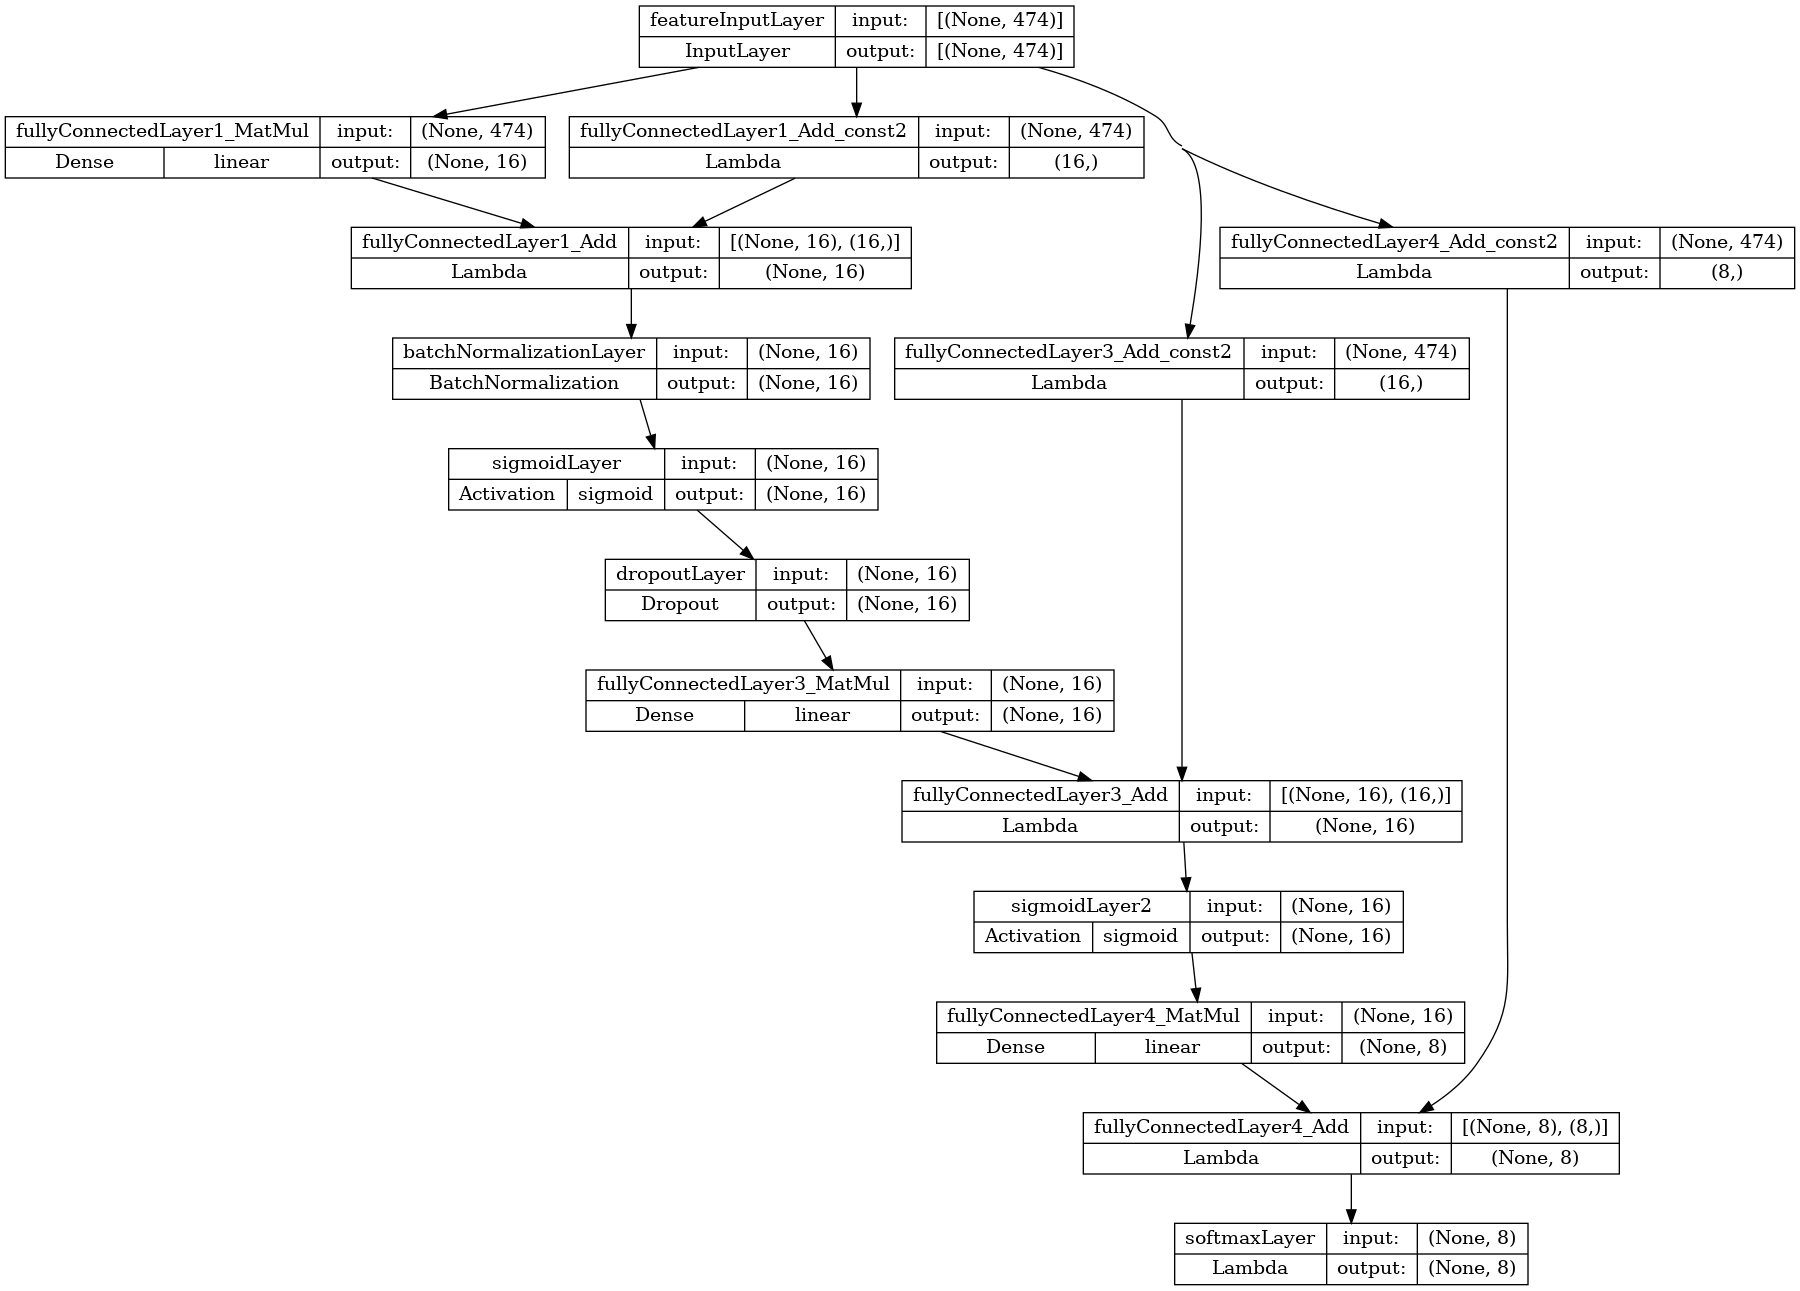 featureInputLayer input: [(None, 474)]
InputLayer output: [(None, 474)]
fullyConnectedLayer1_MatMul input: (None, 474)
Dense linear output: (None, 16)
fullyConnectedLayer1_Add_const2 input: (None, 474)
Lambda output: (16,)
fullyConnectedLayer1_Add input: [(None, 16), (16,)]
Lambda output: (None, 16)
fullyConnectedLayer4_Add_const2 input: (None, 474)
Lambda output: (8,)
batchNormalizationLayer input: (None, 16)
BatchNormalization output: (None, 16)
fullyConnectedLayer3_Add_const2 input: (None, 474)
Lambda output: (16,)
sigmoidLayer input: (None, 16)
Activation sigmoid output: (None, 16)
dropoutLayer input: (None, 16)
Dropout output: (None, 16)
fullyConnectedLayer3_MatMul input: (None, 16)
Dense linear output: (None, 16)
fullyConnectedLayer3_Add input: [(None, 16), (16,)]
Lambda output: (None, 16)
sigmoidLayer2 input: (None, 16)
Activation sigmoid output: (None, 16)
fullyConnectedLayer4_MatMul input: (None, 16)
Dense linear output: (None, 8)
fullyConnectedLayer4_Add input: [(None, 8), (8,)]
Lambda output: (None, 8)
softmaxLayer input: (None, 8)
Lambda output: (None, 8)